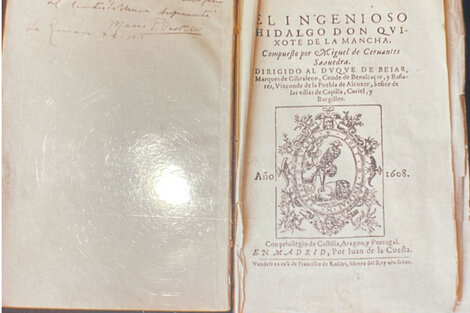 EL INGENIOSO
HIDALGO DON QVI-
XOTE DE LA MANCHA.
Compuesto por Miguel de Ceruantes
Saauedra.
DIRIGIDO AL DVQVE DE BEIAR,
Marques de Gibraleon, Conde de Benalcaçar, y Baña-
res, Vizconde de la Puebla de Alcozer, Señor de
las villas de Capilla, Curiel, y
Burgillos.
Año 1608.
Con priuilegio de Castilla, Aragon, y Portugal.
EN MADRID, Por Iuan de la Cuesta.
Vendese en casa de Francisco de Robles, librero del Rey nro señor.